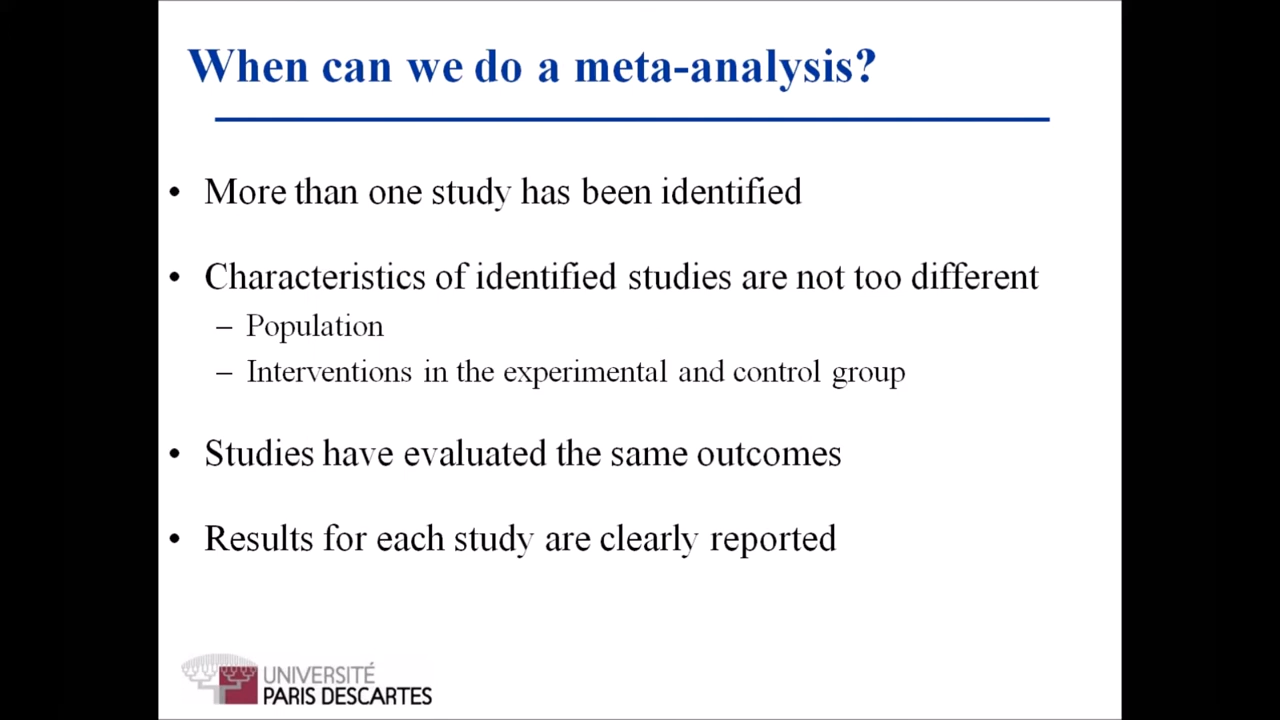 When can we do a meta-analysis?
• More than one study has been identified
• Characteristics of identified studies are not too different
– Population
– Interventions in the experimental and control group
• Studies have evaluated the same outcomes
• Results for each study are clearly reported
UNIVERSITÉ
PARIS DESCARTES